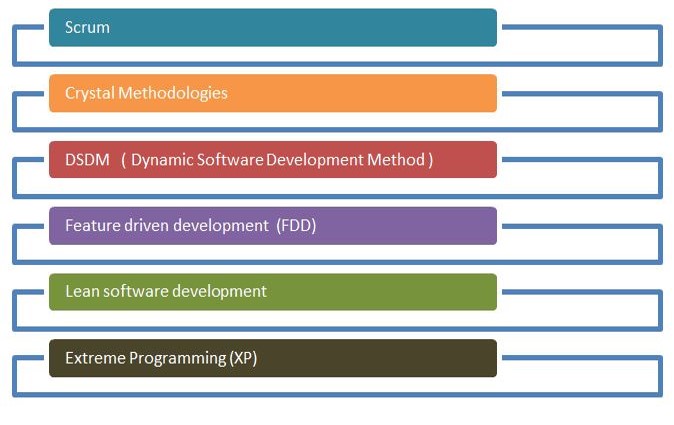 Scrum
Crystal Methodologies
DSDM ( Dynamic Software Development Method )
Feature driven development (FDD)
Lean software development
Extreme Programming (XP)